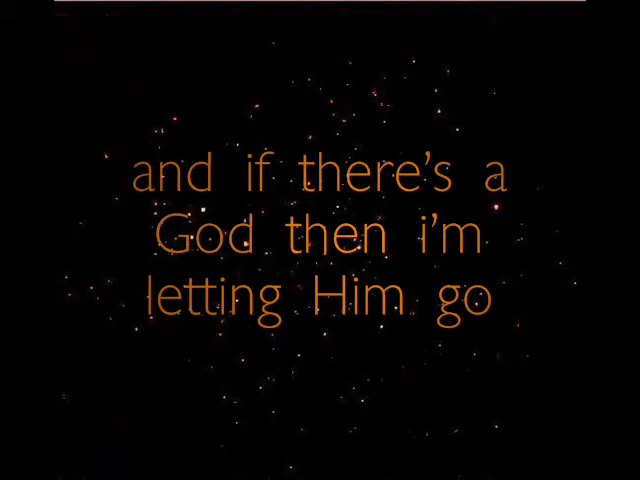 and if there's a
God then i'm
letting Him go